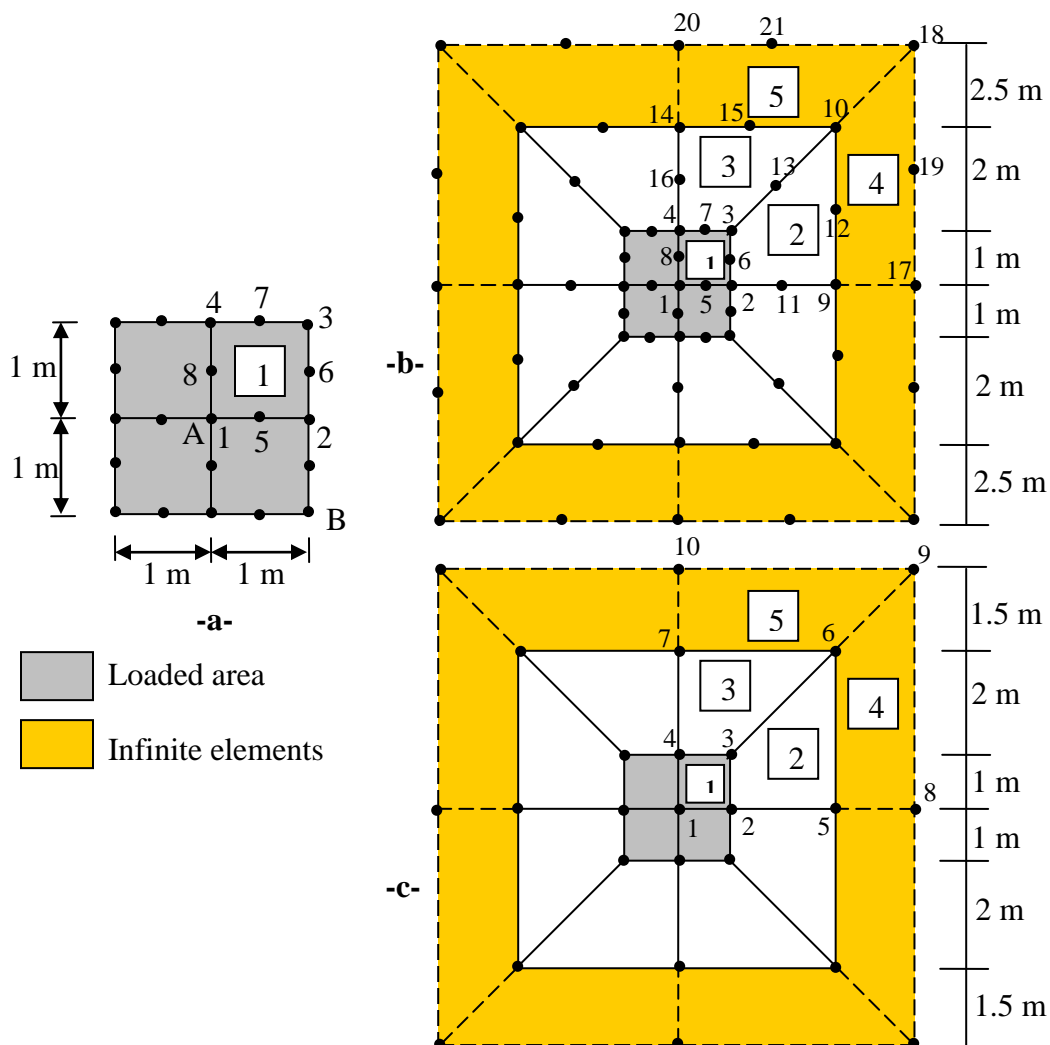 4 7 3
1 m 8 1 6
A 1 5 2
1 m
B
1 m 1 m
-a-
Loaded area
Infinite elements
20 21 18
5 2.5 m
14 15 10
3 13 4 19 2 m
16
4 7 3 2 12
8 1 6 1 m
17
1 5 2 11 9 1 m
-b-
2 m
2.5 m
10 9
5 1.5 m
7 6
3 4 2 m
4 3 2
1 1 m 8
1 2 5 1 m
-c-
2 m
1.5 m